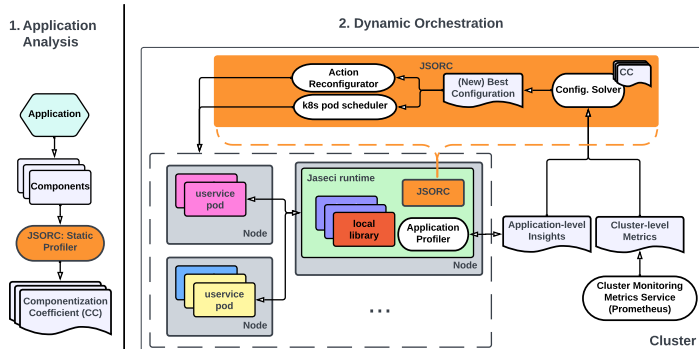 1. Application
Analysis
Application
Components
JSORC: Static
Profiler
Componentization
Coefficient (CC)
2. Dynamic Orchestration
JSORC
Action
Reconfigurator
k8s pod scheduler
(New) Best
Configuration
Config. Solver
CC
uservice
pod
Node
uservice
pod
Node
Jaseci runtime
JSORC
local
library
Application
Profiler
Node
...
Application-level
Insights
Cluster-level
Metrics
Cluster Monitoring
Metrics Service
(Prometheus)
Cluster